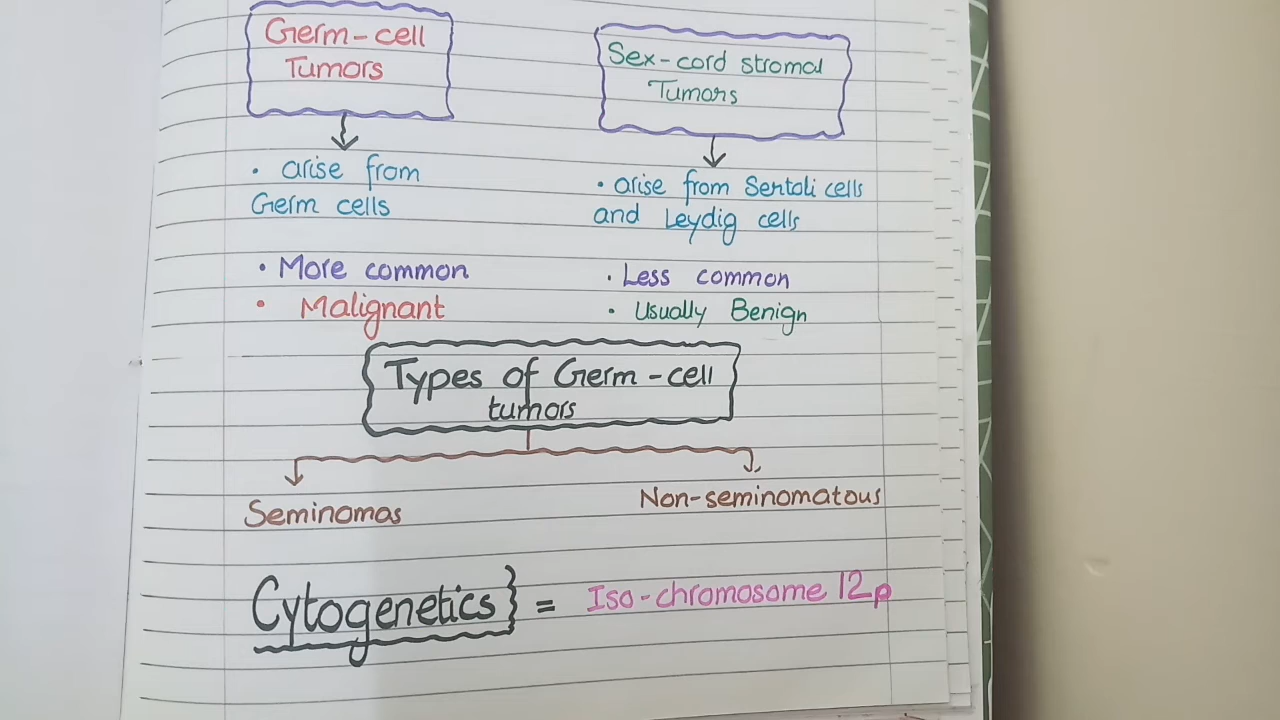 Germ-cell
Tumors
• arise from
Germ cells
• More common
• Malignant
Sex-cord stromal
Tumors
• arise from Sertoli cells
and Leydig cells
• Less common
• Usually Benign
Types of Germ-cell
tumors
Seminomas
Non-seminomatous
Cytogenetics} = Iso-chromosome 12p